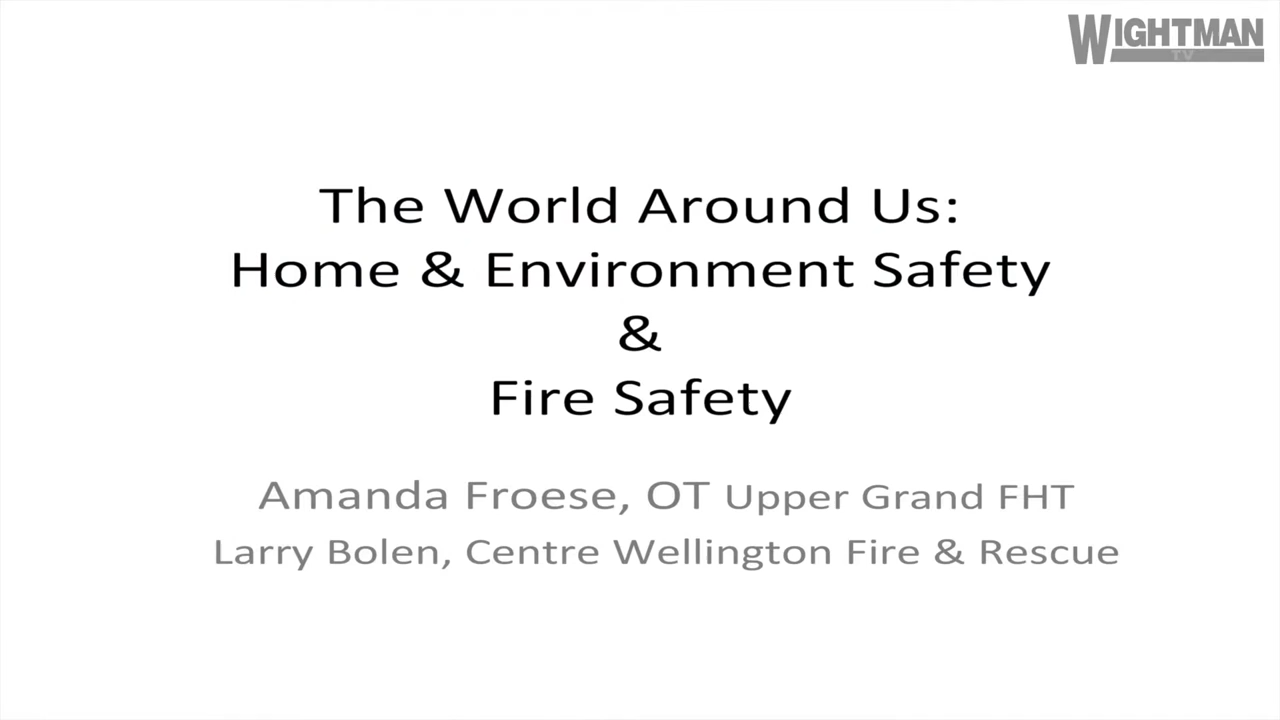 WIGHTMAN
TV
The World Around Us:
Home & Environment Safety
&
Fire Safety
Amanda Froese, OT Upper Grand FHT
Larry Bolen, Centre Wellington Fire & Rescue